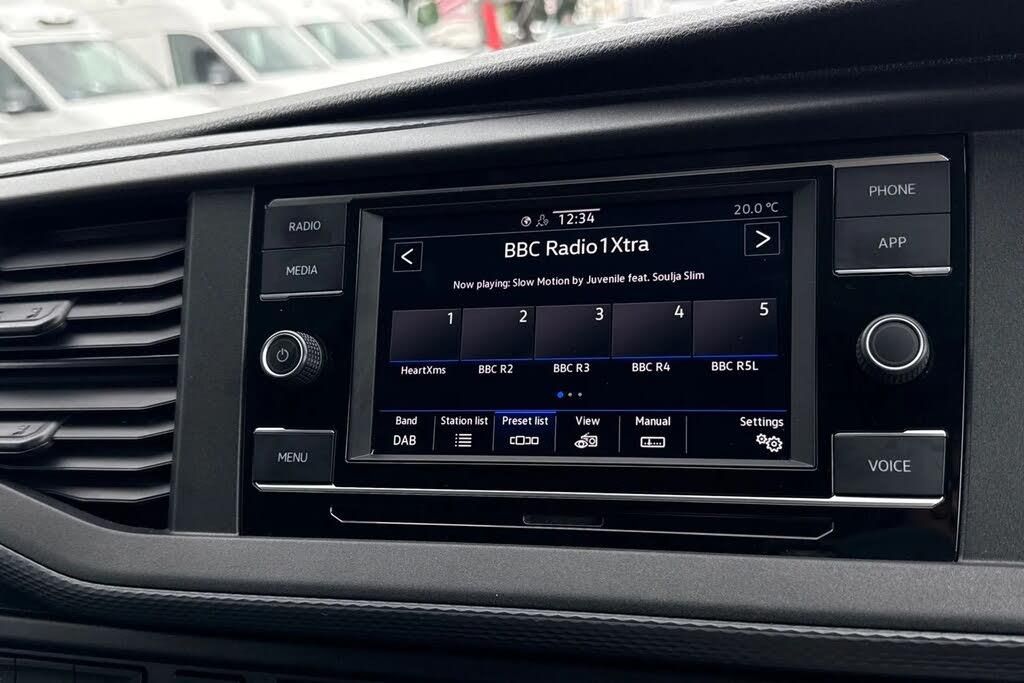 RADIO
MEDIA
MENU
12:34
20.0 °C
<
BBC Radio1Xtra
>
Now playing: Slow Motion by Juvenile feat. Soulja Slim
1 2 3 4 5
HeartXms BBC R2 BBC R3 BBC R4 BBC R5L
Band Station list Preset list View Manual Settings
DAB
PHONE
APP
VOICE